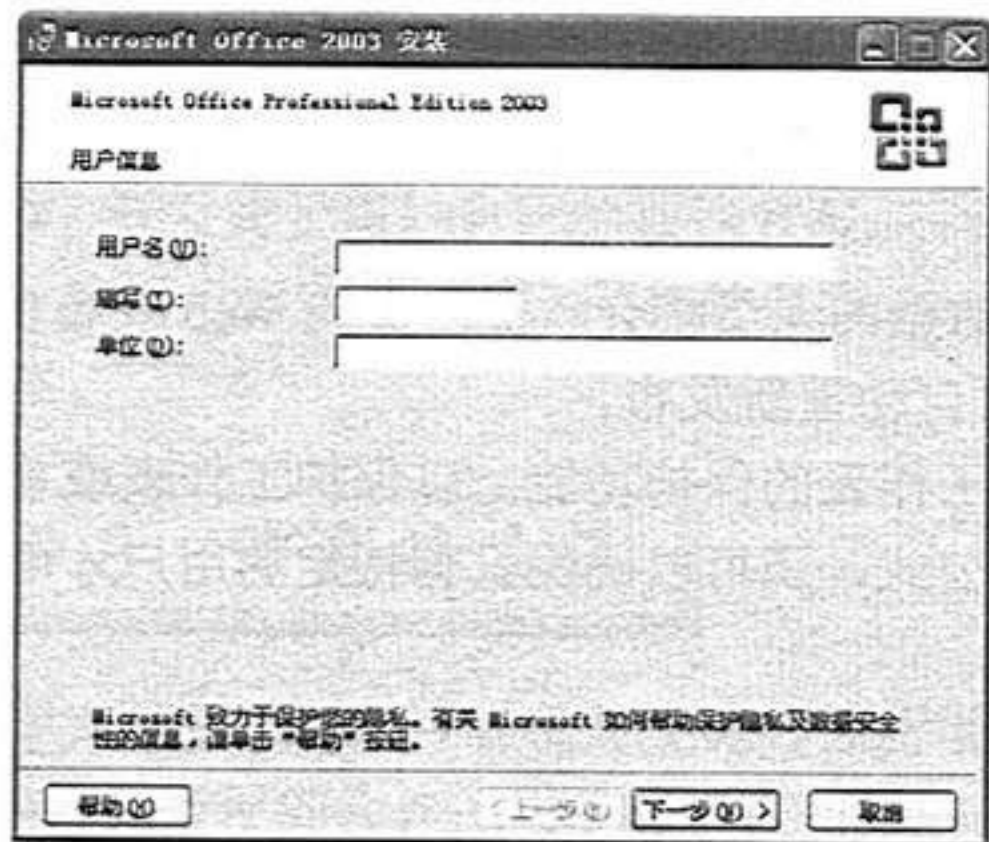 Microsoft Office 2003 安装
Microsoft Office Professional Edition 2003
用户信息
用户名(U):
缩写(I):
单位(O):
Microsoft 致力于保护您的隐私。有关 Microsoft 如何帮助保护隐私及数据安全
性的信息，请单击“帮助”按钮。
帮助(H)
< 上一步(B)
下一步(N) >
取消